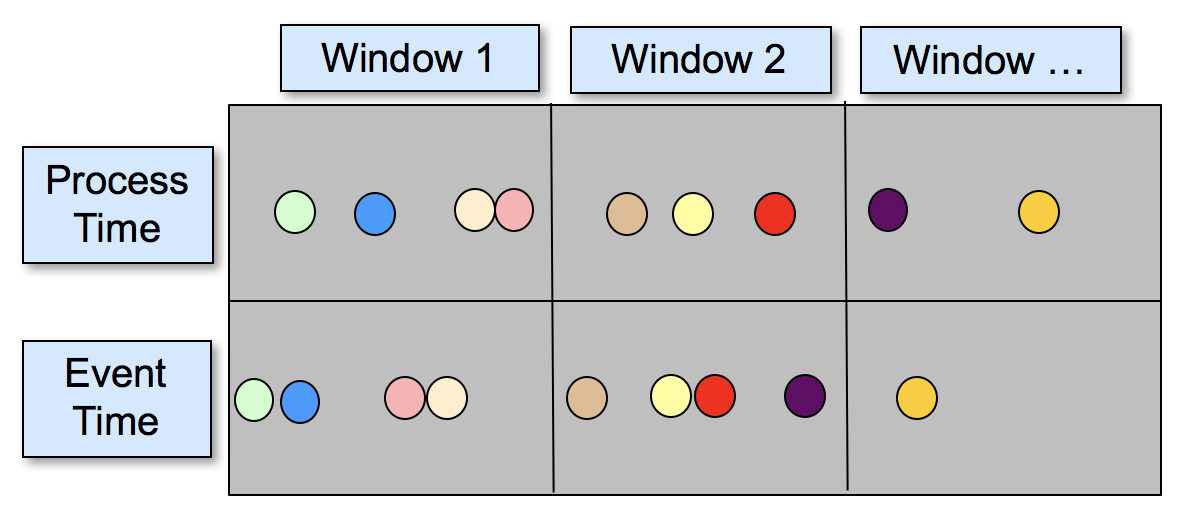 Window 1
Window 2
Window …
Process
Time
Event
Time